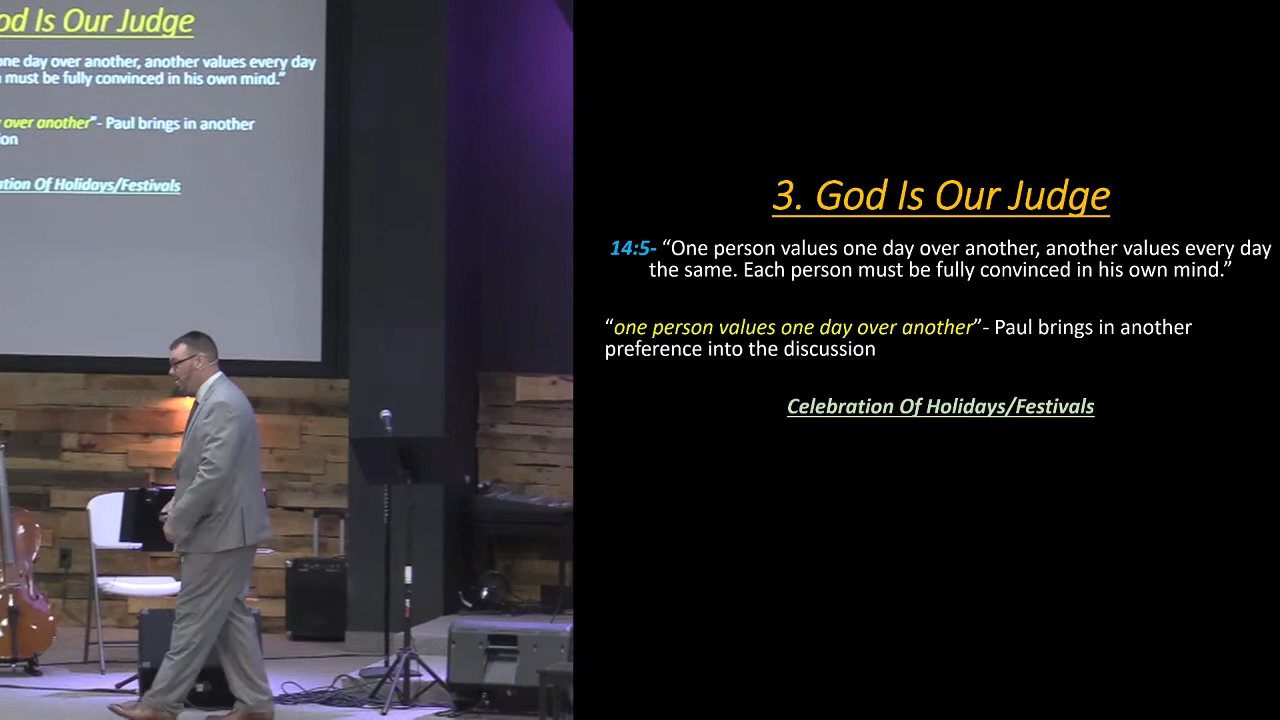 od Is Our Judge
one day over another, another values every day
must be fully convinced in his own mind."
over another"- Paul brings in another
ion
ation Of Holidays/Festivals
3. God Is Our Judge
14:5- “One person values one day over another, another values every day
the same. Each person must be fully convinced in his own mind.”
“one person values one day over another”- Paul brings in another
preference into the discussion
Celebration Of Holidays/Festivals